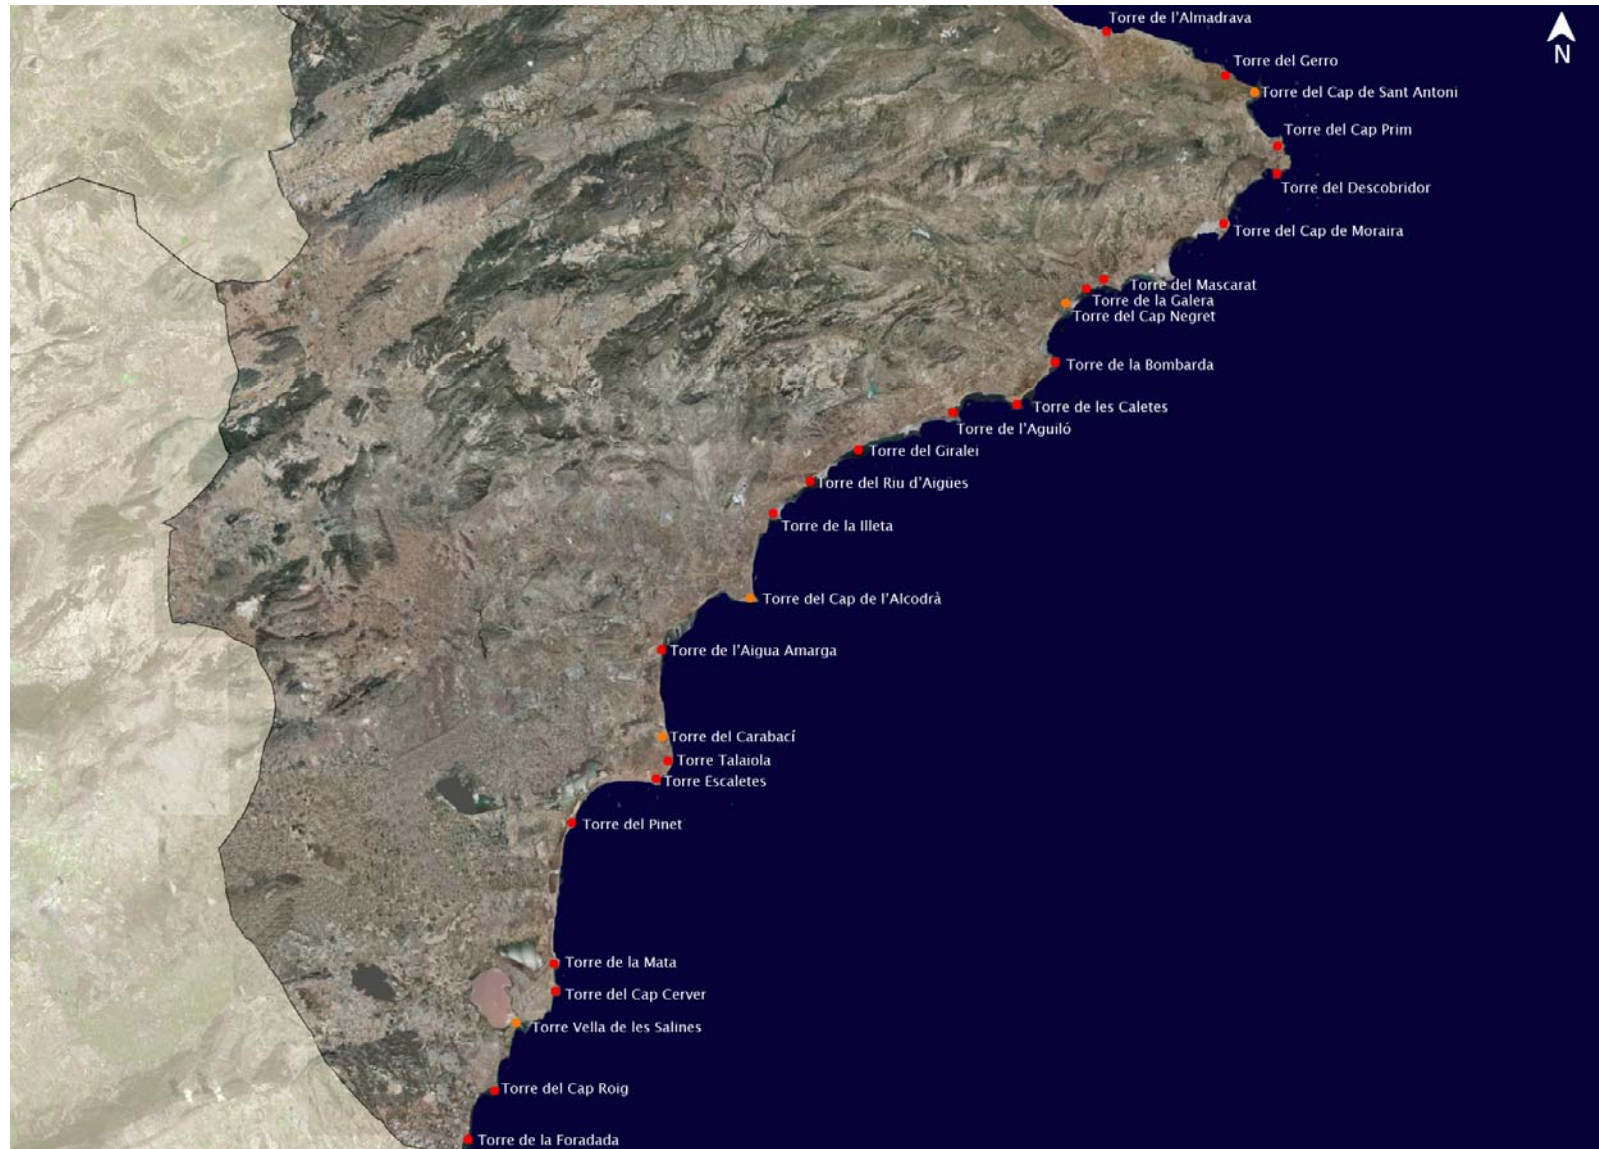 Torre de l'Almadrava
N
Torre del Gerro
Torre del Cap de Sant Antoni
Torre del Cap Prim
Torre del Descobridor
Torre del Cap de Moraira
Torre del Mascarat
Torre de la Galera
Torre del Cap Negret
Torre de la Bombarda
Torre de les Caletes
Torre de l'Aguiló
Torre del Giralei
Torre del Riu d'Aigües
Torre de la Illeta
Torre del Cap de l'Alcodrà
Torre de l'Aigua Amarga
Torre del Carabací
Torre Talaiola
Torre Escaletes
Torre del Pinet
Torre de la Mata
Torre del Cap Cerver
Torre Vella de les Salines
Torre del Cap Roig
Torre de la Foradada